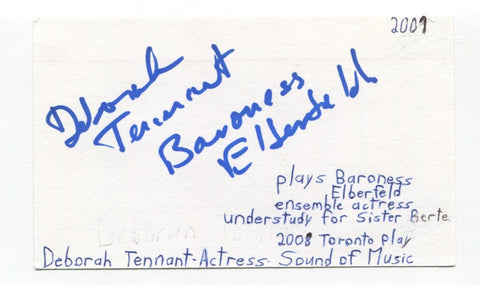 2009
Deborah
Tennant
Baroness
Elberfeld
plays Baroness
Elberfeld
ensemble actress
understudy for Sister Berte
2008 Toronto play
Deborah Tennant-Actress- Sound of Music